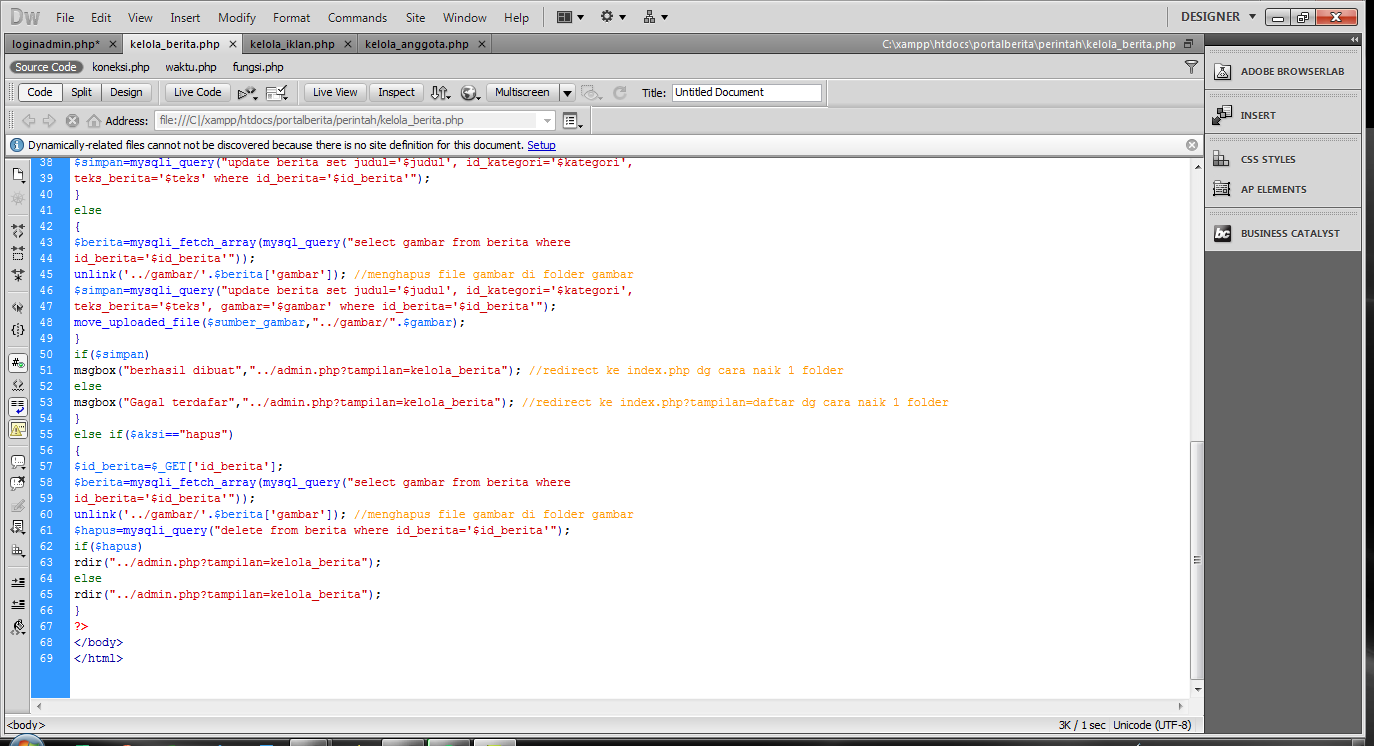 Dw File Edit View Insert Modify Format Commands Site Window Help DESIGNER
loginadmin.php* kelola_berita.php kelola_iklan.php kelola_anggota.php C:\xampp\htdocs\portalberita\perintah\kelola_berita.php
Source Code koneksi.php waktu.php fungsi.php
Code Split Design Live Code Live View Inspect Multiscreen Title: Untitled Document
Address: file:///C|/xampp/htdocs/portalberita/perintah/kelola_berita.php
Dynamically-related files cannot not be discovered because there is no site definition for this document. Setup
38 $simpan=mysqli_query("update berita set judul='$judul', id_kategori='$kategori',
39 teks_berita='$teks' where id_berita='$id_berita'");
40 }
41 else
42 {
43 $berita=mysqli_fetch_array(mysql_query("select gambar from berita where
44 id_berita='$id_berita'"));
45 unlink('../gambar/'.$berita['gambar']); //menghapus file gambar di folder gambar
46 $simpan=mysqli_query("update berita set judul='$judul', id_kategori='$kategori',
47 teks_berita='$teks', gambar='$gambar' where id_berita='$id_berita'");
48 move_uploaded_file($sumber_gambar,"../gambar/".$gambar);
49 }
50 if($simpan)
51 msgbox("berhasil dibuat","../admin.php?tampilan=kelola_berita"); //redirect ke index.php dg cara naik 1 folder
52 else
53 msgbox("Gagal terdafar","../admin.php?tampilan=kelola_berita"); //redirect ke index.php?tampilan=daftar dg cara naik 1 folder
54 }
55 else if($aksi=="hapus")
56 {
57 $id_berita=$_GET['id_berita'];
58 $berita=mysqli_fetch_array(mysql_query("select gambar from berita where
59 id_berita='$id_berita'"));
60 unlink('../gambar/'.$berita['gambar']); //menghapus file gambar di folder gambar
61 $hapus=mysqli_query("delete from berita where id_berita='$id_berita'");
62 if($hapus)
63 rdir("../admin.php?tampilan=kelola_berita");
64 else
65 rdir("../admin.php?tampilan=kelola_berita");
66 }
67 ?>
68 </body>
69 </html>
<body> 3K / 1 sec Unicode (UTF-8)
ADOBE BROWSERLAB
INSERT
CSS STYLES
AP ELEMENTS
bc BUSINESS CATALYST